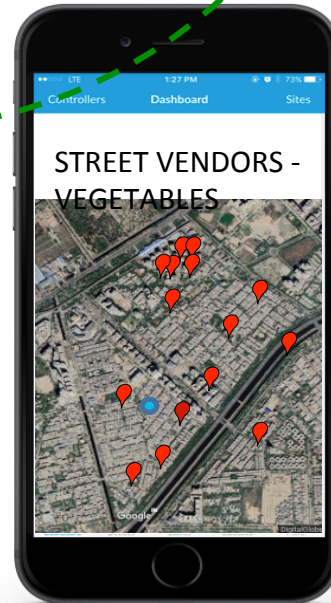 LTE 1:27 PM 73%
Controllers Dashboard Sites
STREET VENDORS -
VEGETABLES
Google
DigitalGlobe